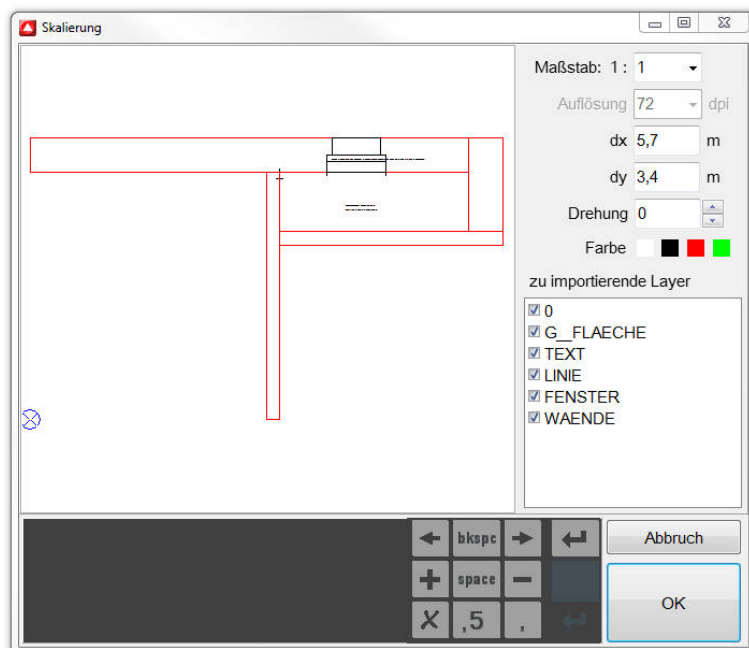 Skalierung
Maßstab: 1 : 1
Auflösung 72 dpi
dx 5,7 m
dy 3,4 m
Drehung 0
Farbe
zu importierende Layer
0
G__FLAECHE
TEXT
LINIE
FENSTER
WAENDE
bkspc
Abbruch
+ space −
OK
X ,5 ,